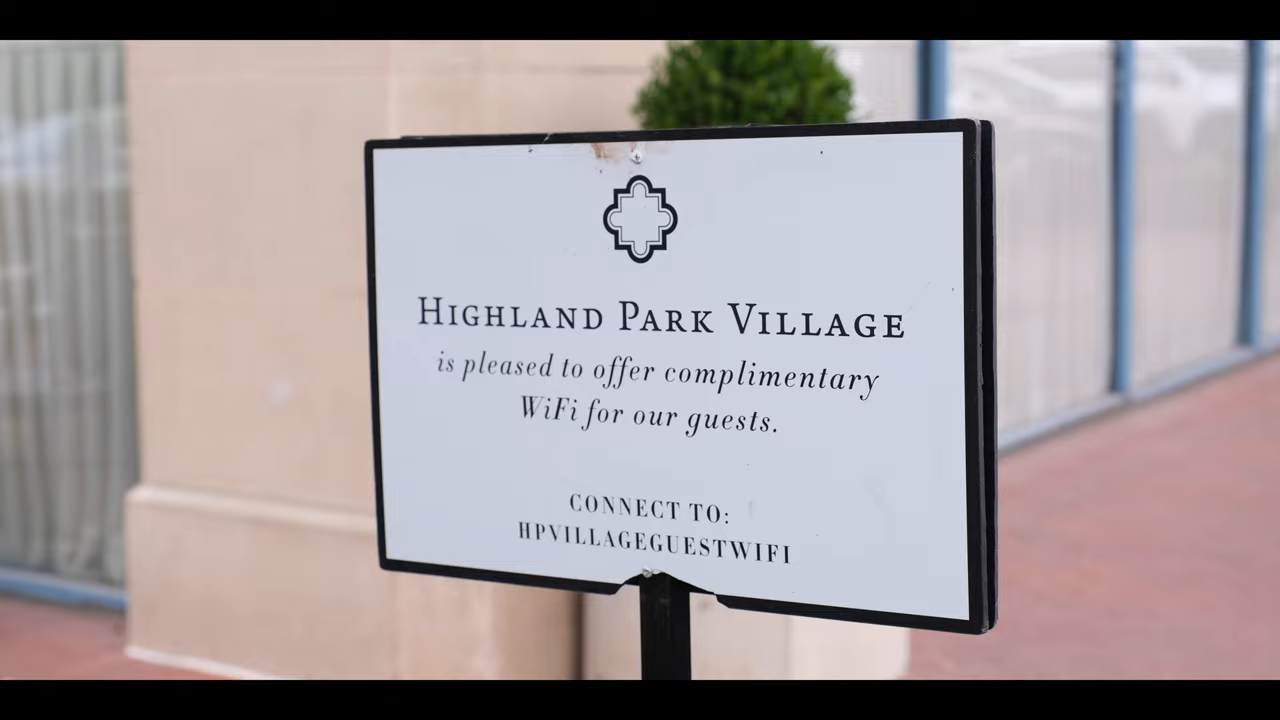 Highland Park Village
is pleased to offer complimentary
WiFi for our guests.
CONNECT TO:
HPVILLAGEGUESTWIFI